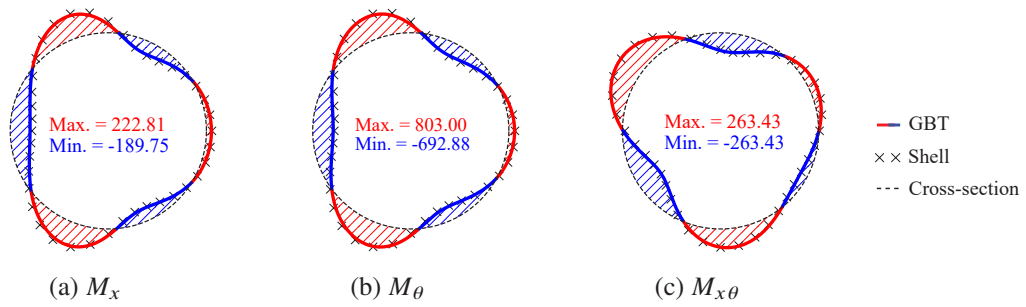 Max. = 222.81
Min. = -189.75
Max. = 803.00
Min. = -692.88
Max. = 263.43
Min. = -263.43
GBT
Shell
Cross-section
(a) Mx
(b) Mθ
(c) Mxθ